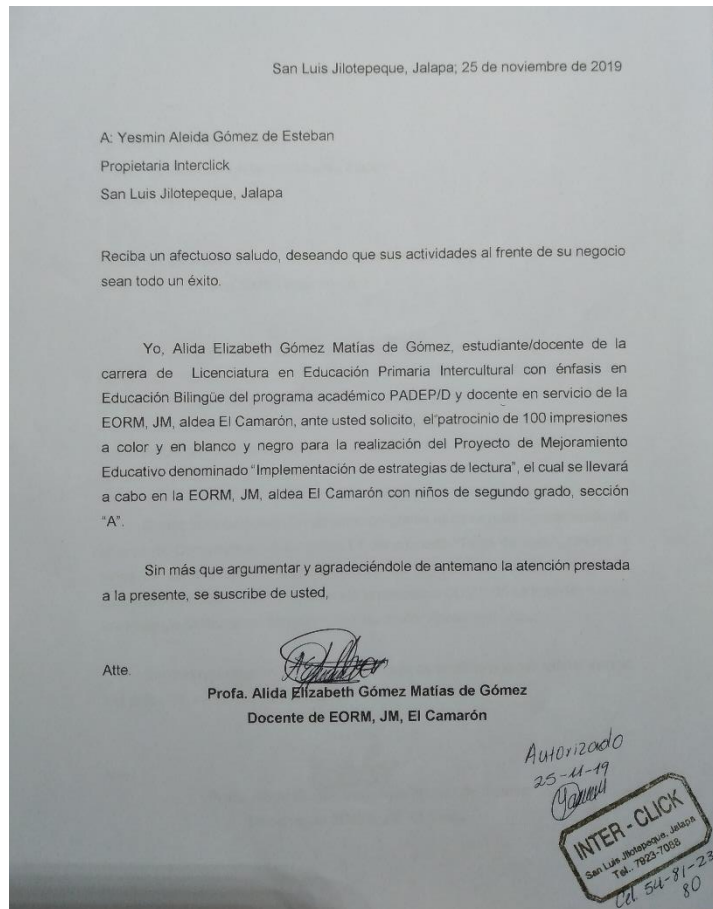 San Luis Jilotepeque, Jalapa; 25 de noviembre de 2019
A: Yesmin Aleida Gómez de Esteban
Propietaria Interclick
San Luis Jilotepeque, Jalapa
Reciba un afectuoso saludo, deseando que sus actividades al frente de su negocio
sean todo un éxito.
Yo, Alida Elizabeth Gómez Matías de Gómez, estudiante/docente de la
carrera de Licenciatura en Educación Primaria Intercultural con énfasis en
Educación Bilingüe del programa académico PADEP/D y docente en servicio de la
EORM, JM, aldea El Camarón, ante usted solicito, el patrocinio de 100 impresiones
a color y en blanco y negro para la realización del Proyecto de Mejoramiento
Educativo denominado “Implementación de estrategias de lectura”, el cual se llevará
a cabo en la EORM, JM, aldea El Camarón con niños de segundo grado, sección
“A”.
Sin más que argumentar y agradeciéndole de antemano la atención prestada
a la presente, se suscribe de usted,
Atte.
Profa. Alida Elizabeth Gómez Matías de Gómez
Docente de EORM, JM, El Camarón
Autorizado
25-11-19
INTER - CLICK
San Luis Jilotepeque, Jalapa
Tel.: 7923-7068
Cel. 54-81-23
80